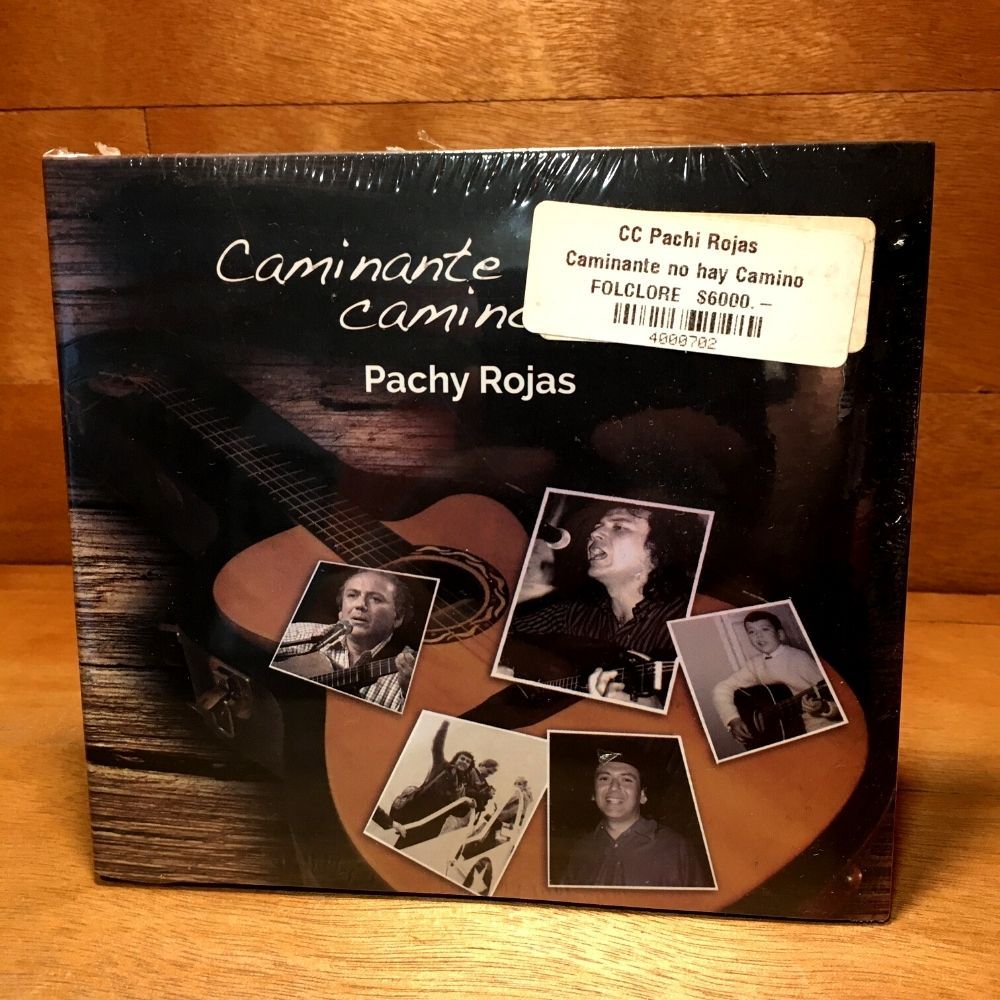 Caminante
camino
Pachy Rojas
CC Pachi Rojas
Caminante no hay Camino
FOLCLORE $6000.–
4000702